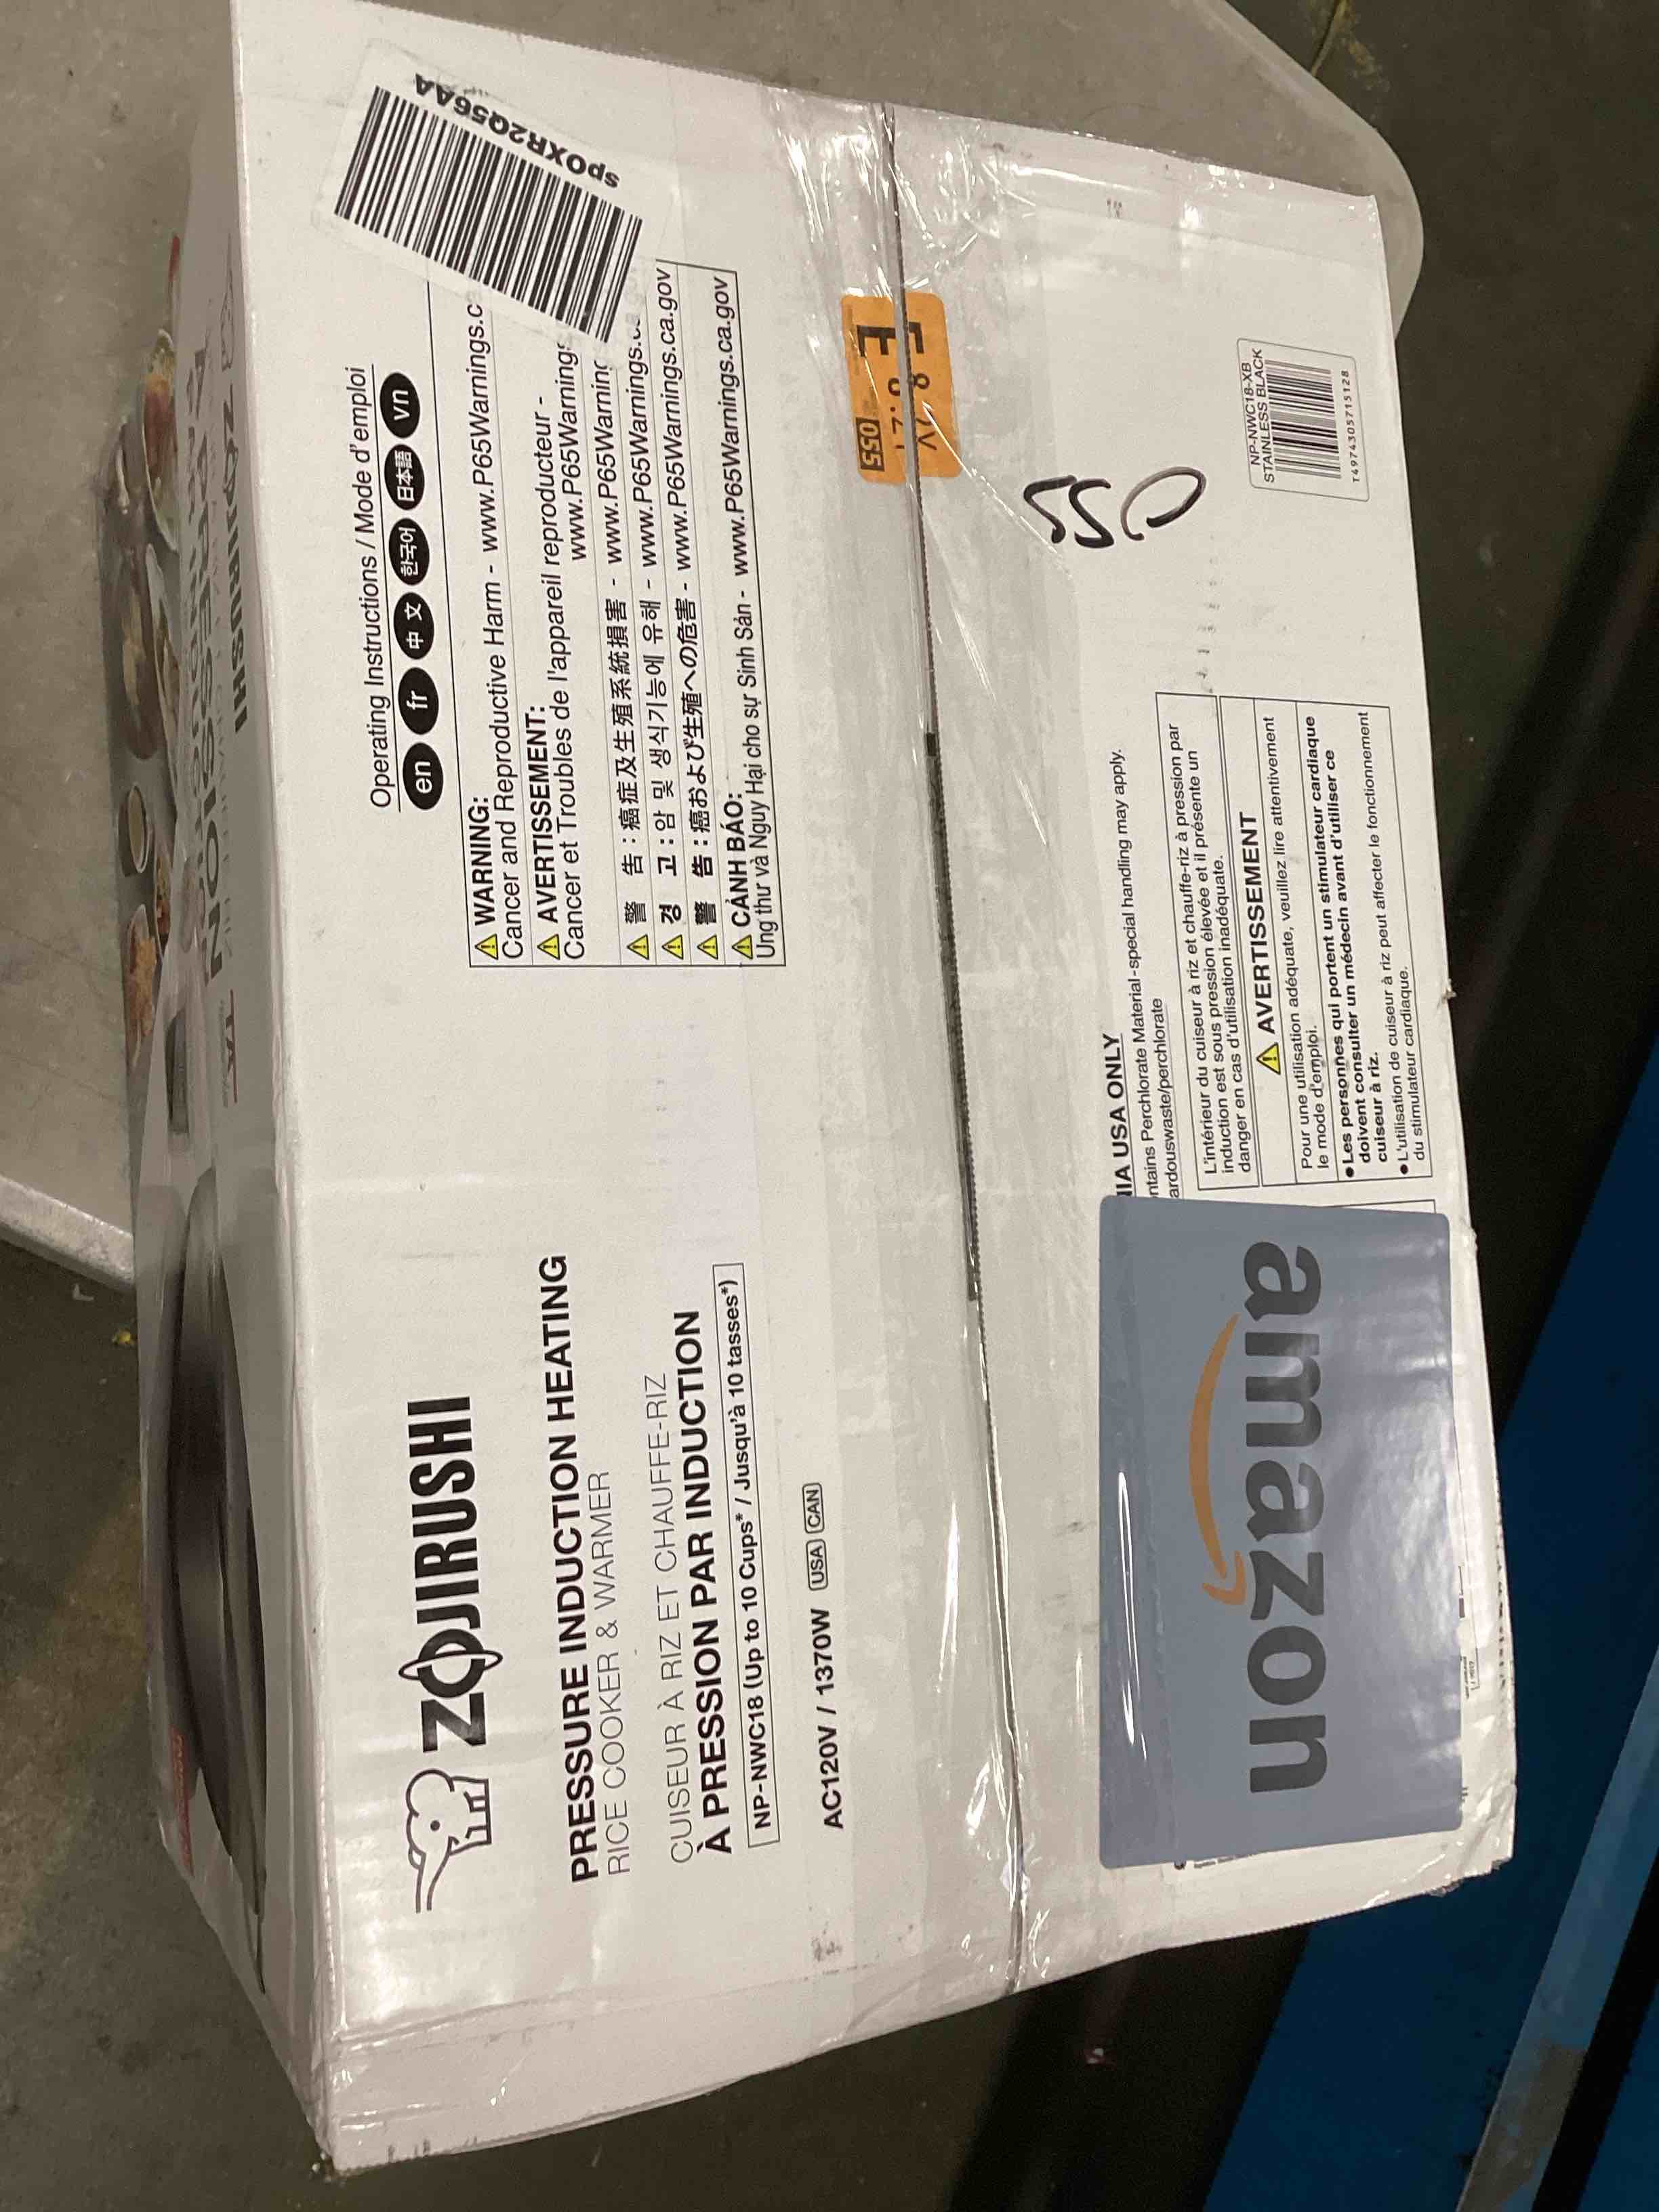 ZOJIRUSHI
PRESSURE INDUCTION HEATING
RICE COOKER & WARMER
CUISEUR À RIZ ET CHAUFFE-RIZ
À PRESSION PAR INDUCTION
NP-NWC18 (Up to 10 Cups* / Jusqu'à 10 tasses*)
AC120V / 1370W USA CAN
Operating Instructions / Mode d'emploi
en fr 中文 한국어 日本語 vn
spOXR2Q56AA
WARNING:
Cancer and Reproductive Harm - www.P65Warnings.c
AVERTISSEMENT:
Cancer et Troubles de l'appareil reproducteur -
www.P65Warnings
警 告 : 癌症及生殖系統損害 - www.P65Warning
경 고 : 암 및 생식기능에 유해 - www.P65Warnings.ca
警 告 : 癌および生殖への危害 - www.P65Warnings.ca.gov
CẢNH BÁO:
Ung thư và Nguy Hại cho sự Sinh Sản - www.P65Warnings.ca.gov
055
E
055
NP-NWC18-XB
STAINLESS BLACK
T4974305715128
IA USA ONLY
ntains Perchlorate Material-special handling may apply.
ardouswaste/perchlorate
L'intérieur du cuiseur à riz et chauffe-riz à pression par
induction est sous pression élevée et il présente un
danger en cas d'utilisation inadéquate.
AVERTISSEMENT
Pour une utilisation adéquate, veuillez lire attentivement
le mode d'emploi.
●Les personnes qui portent un stimulateur cardiaque
doivent consulter un médecin avant d'utiliser ce
cuiseur à riz.
●L'utilisation de cuiseur à riz peut affecter le fonctionnement
du stimulateur cardiaque.
amazon
ZOJIRUSHI